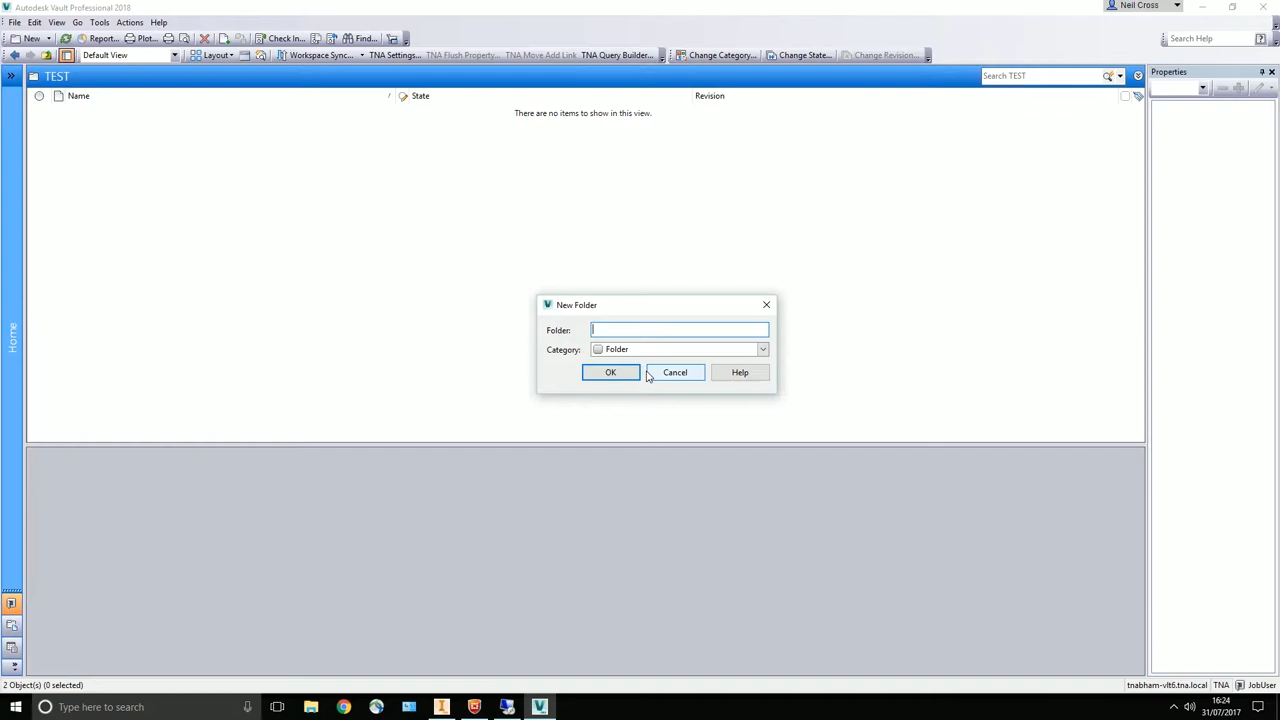 Autodesk Vault Professional 2018
Neil Cross
File Edit View Go Tools Actions Help
New Report... Plot... Check In... Find...
Search Help
Default View Layout Workspace Sync... TNA Settings... TNA Flush Property... TNA Move Add Link TNA Query Builder... Change Category... Change State... Change Revision...
TEST
Search TEST
Properties
Name State Revision
There are no items to show in this view.
Home
New Folder
Folder:
Category: Folder
OK Cancel Help
2 Object(s) (0 selected)
tnabham-vlt6.tna.local TNA JobUser
Type here to search
16:24
31/07/2017